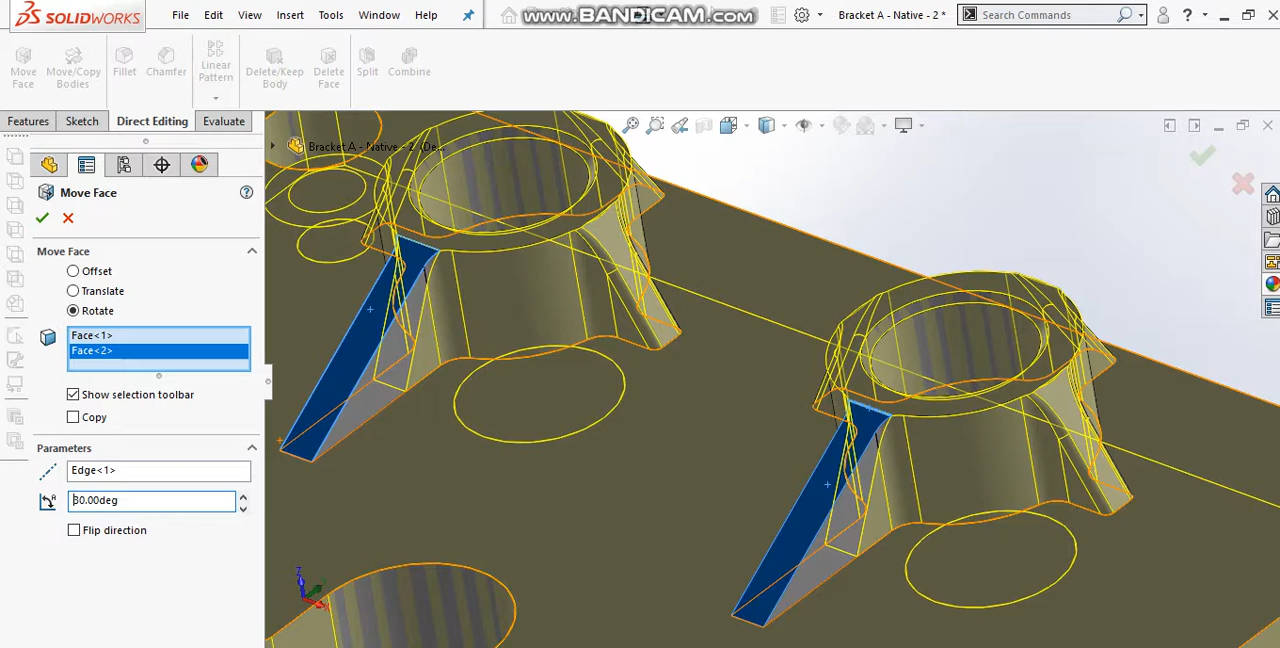 SOLIDWORKS
File
Edit
View
Insert
Tools
Window
Help
www.BANDICAM.com
Bracket A - Native - 2 *
Search Commands
?
Move Face
Move/Copy Bodies
Fillet
Chamfer
Linear Pattern
Delete/Keep Body
Delete Face
Split
Combine
Features
Sketch
Direct Editing
Evaluate
Bracket A - Native - 2 (De...
Move Face
?
Move Face
Offset
Translate
Rotate
Face<1>
Face<2>
Show selection toolbar
Copy
Parameters
Edge<1>
30.00deg
Flip direction
Z